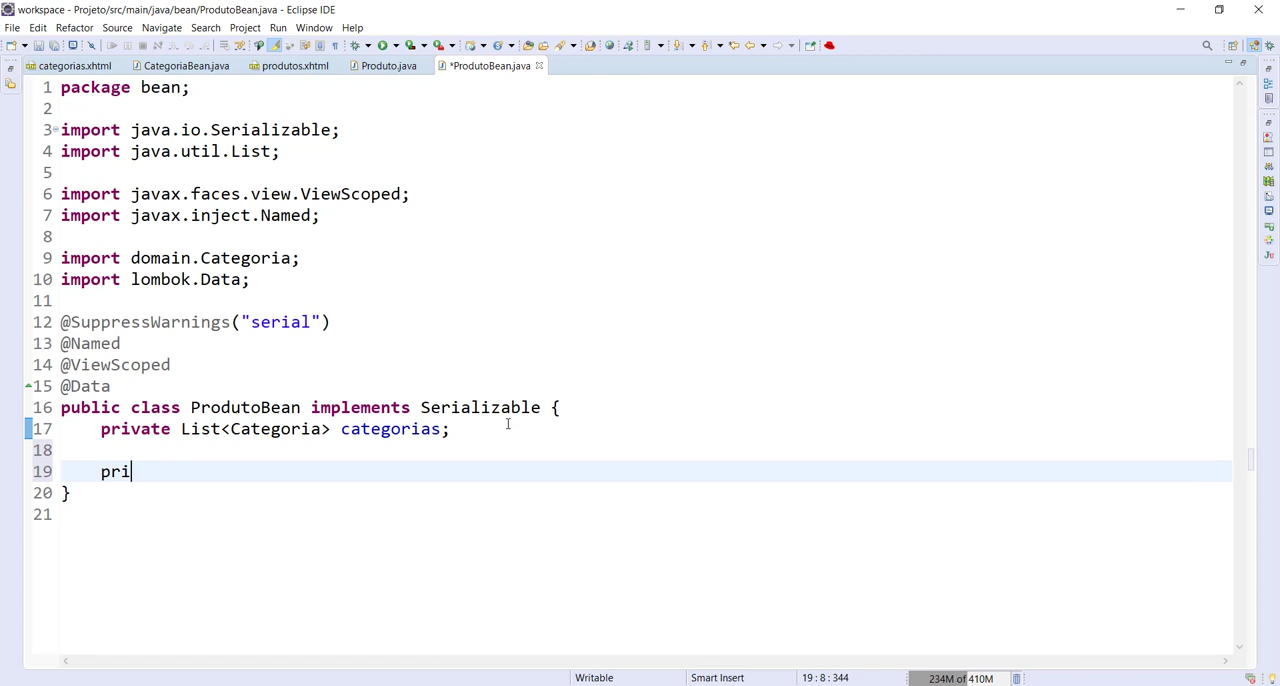 workspace - Projeto/src/main/java/bean/ProdutoBean.java - Eclipse IDE
File Edit Refactor Source Navigate Search Project Run Window Help
categorias.xhtml CategoriaBean.java produtos.xhtml Produto.java *ProdutoBean.java
1 package bean;
2
3 import java.io.Serializable;
4 import java.util.List;
5
6 import javax.faces.view.ViewScoped;
7 import javax.inject.Named;
8
9 import domain.Categoria;
10 import lombok.Data;
11
12 @SuppressWarnings("serial")
13 @Named
14 @ViewScoped
15 @Data
16 public class ProdutoBean implements Serializable {
17 private List<Categoria> categorias;
18
19 pri
20 }
21
Writable Smart Insert 19 : 8 : 344 234M of 410M